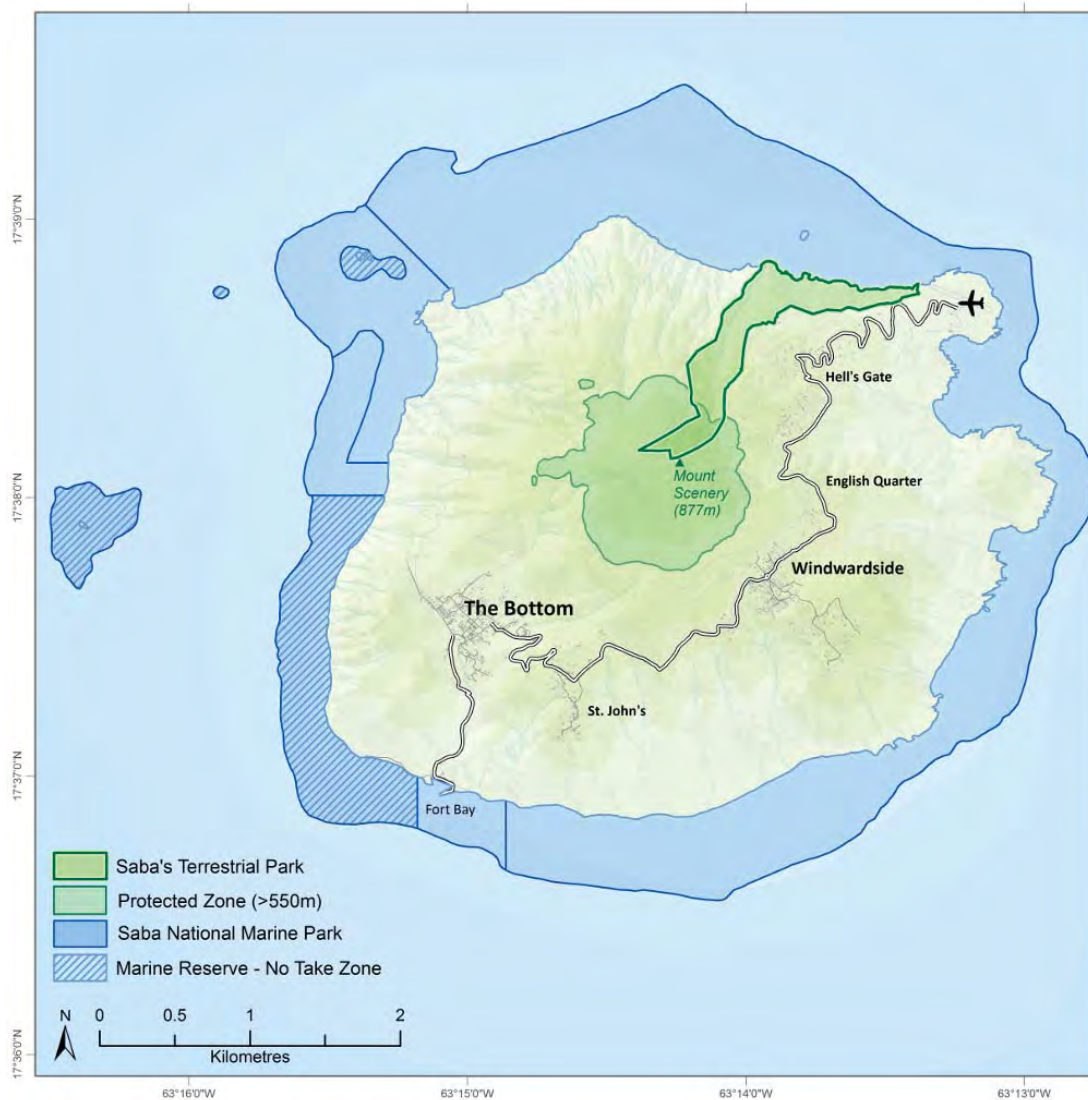 17°39'0"N
Hell's Gate
Mount
Scenery
(877m)
English Quarter
17°38'0"N
Windwardside
The Bottom
St. John's
17°37'0"N
Fort Bay
Saba's Terrestrial Park
Protected Zone (>550m)
Saba National Marine Park
Marine Reserve - No Take Zone
N 0 0.5 1 2
Kilometres
17°36'0"N
63°16'0"W 63°15'0"W 63°14'0"W 63°13'0"W